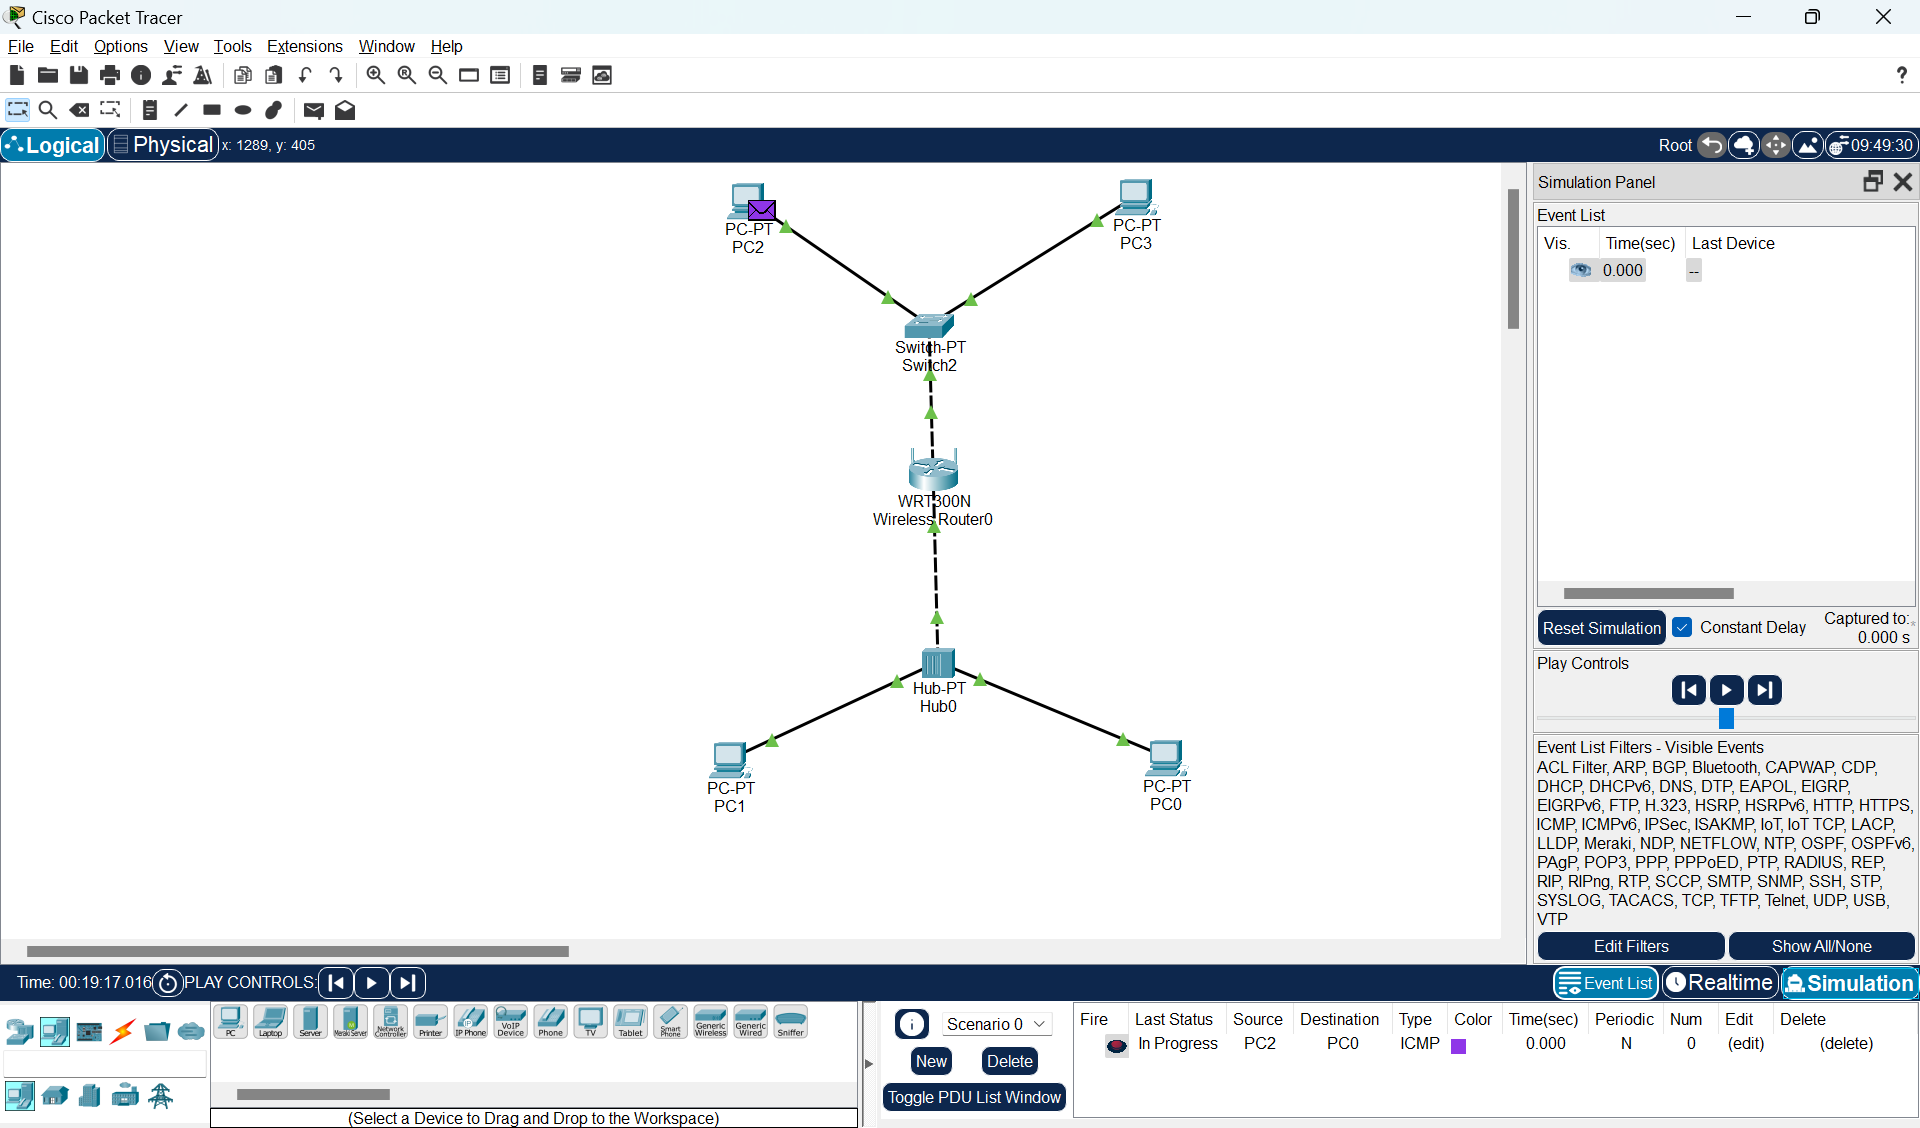 Cisco Packet Tracer
File Edit Options View Tools Extensions Window Help
Logical Physical x: 1289, y: 405 Root 09:49:30
PC-PT
PC2
PC-PT
PC3
Switch-PT
Switch2
WRT300N
Wireless Router0
Hub-PT
Hub0
PC-PT
PC1
PC-PT
PC0
Simulation Panel
Event List
Vis. Time(sec) Last Device
0.000 --
Reset Simulation Constant Delay Captured to:*
0.000 s
Play Controls
Event List Filters - Visible Events
ACL Filter, ARP, BGP, Bluetooth, CAPWAP, CDP,
DHCP, DHCPv6, DNS, DTP, EAPOL, EIGRP,
EIGRPv6, FTP, H.323, HSRP, HSRPv6, HTTP, HTTPS,
ICMP, ICMPv6, IPSec, ISAKMP, IoT, IoT TCP, LACP,
LLDP, Meraki, NDP, NETFLOW, NTP, OSPF, OSPFv6,
PAgP, POP3, PPP, PPPoED, PTP, RADIUS, REP,
RIP, RIPng, RTP, SCCP, SMTP, SNMP, SSH, STP,
SYSLOG, TACACS, TCP, TFTP, Telnet, UDP, USB,
VTP
Edit Filters Show All/None
Time: 00:19:17.016 PLAY CONTROLS: Event List Realtime Simulation
PC Laptop Server MerakiServer Network Controller Printer IP Phone VoIP Device Phone TV Tablet Smart Phone Generic Wireless Generic Wired Sniffer
(Select a Device to Drag and Drop to the Workspace)
Scenario 0
New Delete
Toggle PDU List Window
Fire Last Status Source Destination Type Color Time(sec) Periodic Num Edit Delete
In Progress PC2 PC0 ICMP 0.000 N 0 (edit) (delete)